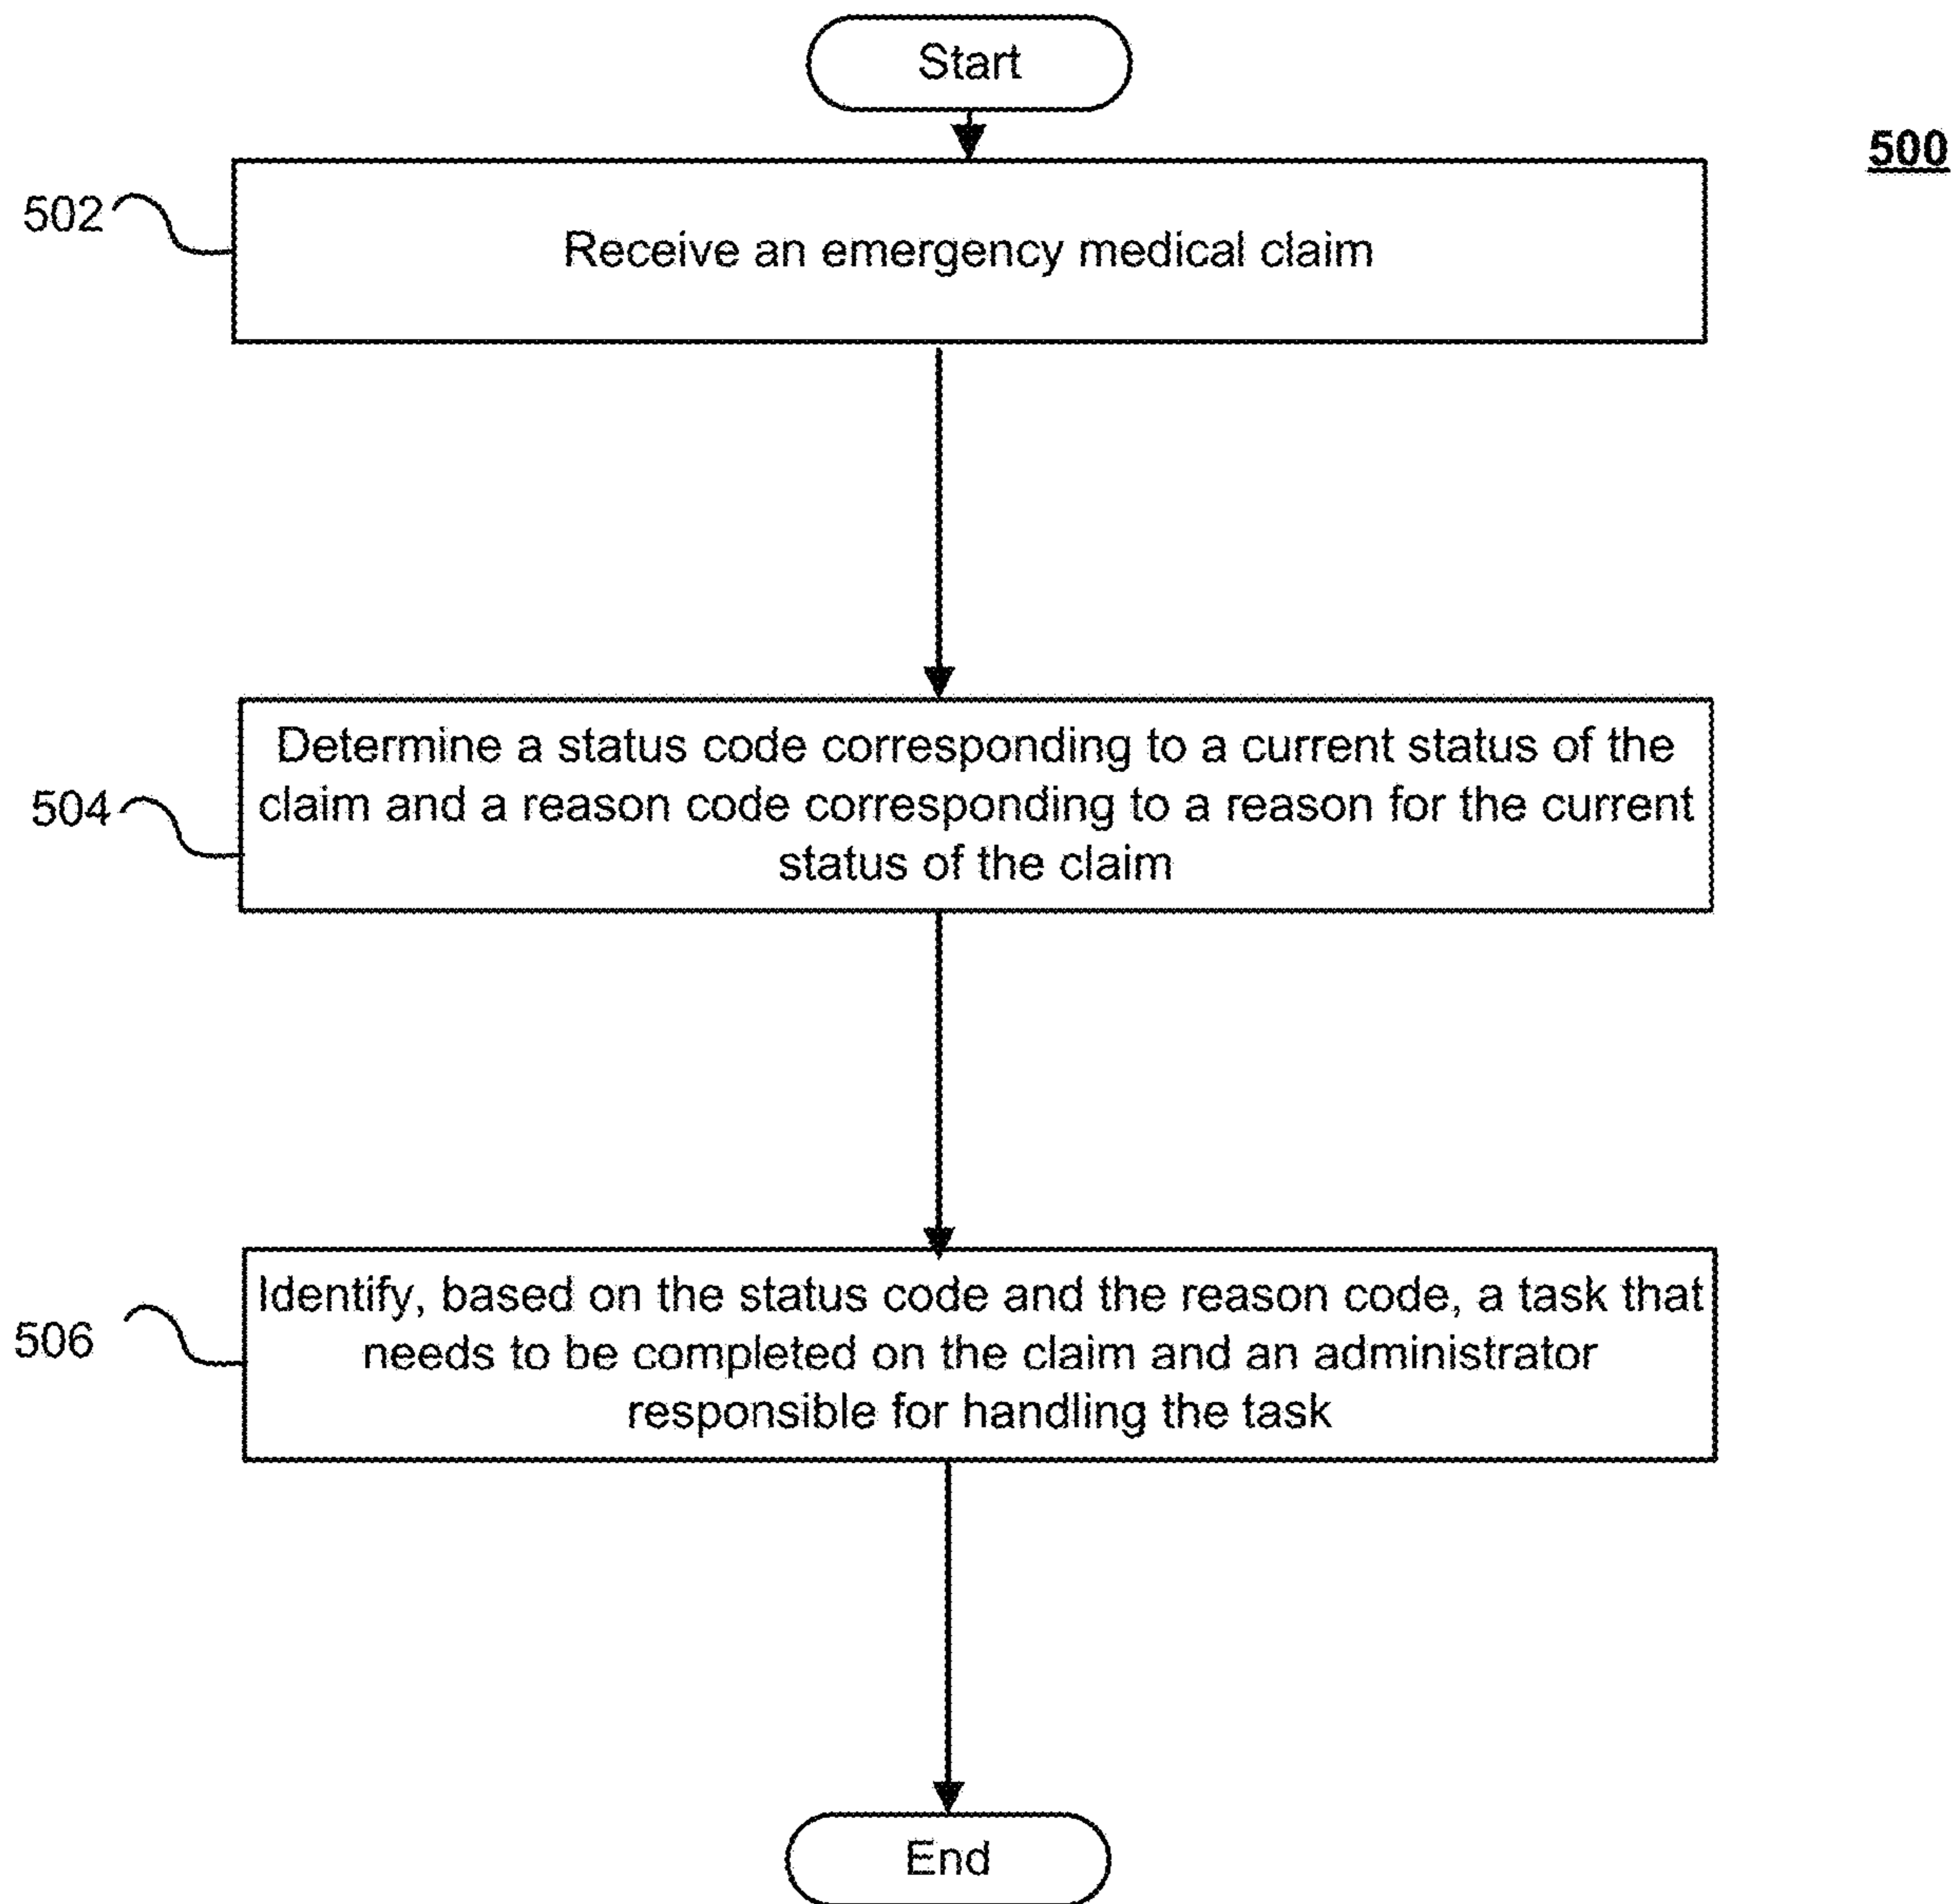 Start
500
502
Receive an emergency medical claim
Determine a status code corresponding to a current status of the
504
claim and a reason code corresponding to a reason for the current
status of the claim
Identify, based on the status code and the reason code, a task that
506
needs to be completed on the claim and an administrator
responsible for handling the task
End